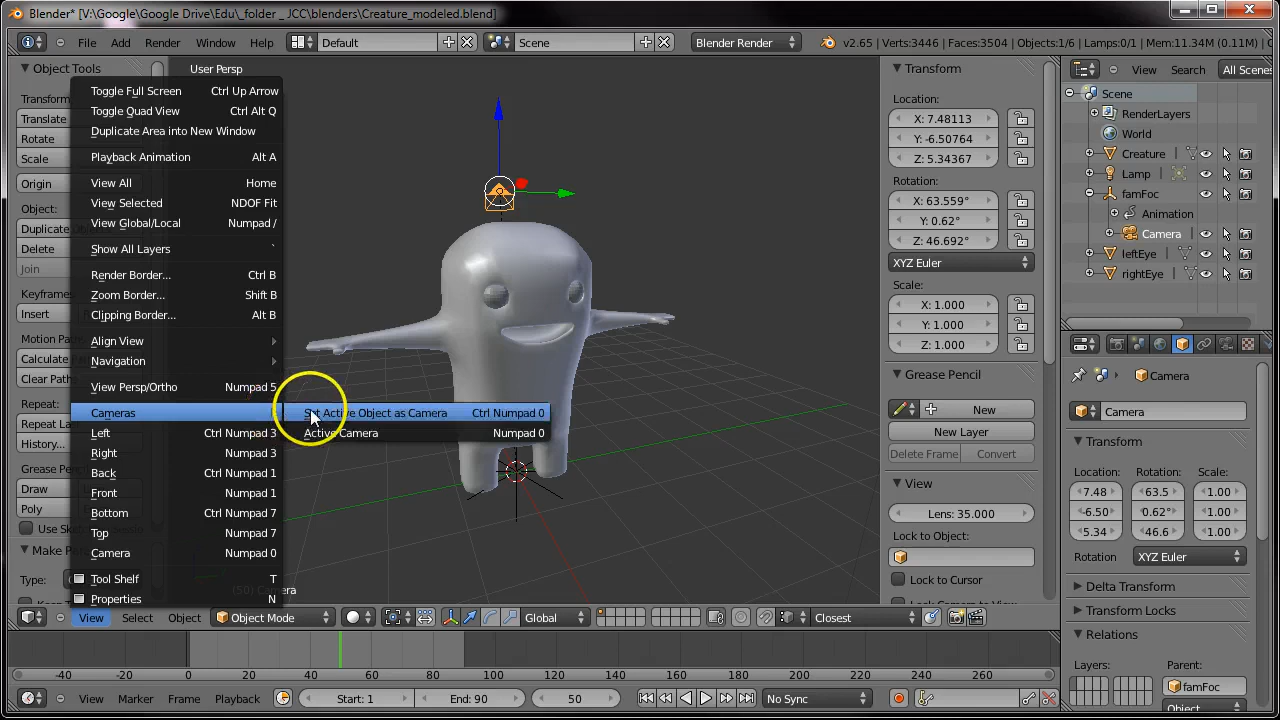 Blender* [V:\Google\Google Drive\Edu\_folder _ JCC\blenders\Creature_modeled.blend]
File Add Render Window Help Default Scene Blender Render v2.65 | Verts:3446 | Faces:3504 | Objects:1/6 | Lamps:0/1 | Mem:11.34M (0.11M) |
Object Tools
Transform
Translate
Rotate
Scale
Origin
Object:
Delete
Join
Keyframes
Insert
Clear Path
Repeat:
History...
Draw
Poly
Type:
Toggle Full Screen Ctrl Up Arrow
Toggle Quad View Ctrl Alt Q
Duplicate Area into New Window
Playback Animation Alt A
View All Home
View Selected NDOF Fit
View Global/Local Numpad /
Show All Layers `
Render Border... Ctrl B
Zoom Border... Shift B
Clipping Border... Alt B
Align View
Navigation
View Persp/Ortho Numpad 5
Cameras
Left Ctrl Numpad 3
Right Numpad 3
Back Ctrl Numpad 1
Front Numpad 1
Bottom Ctrl Numpad 7
Top Numpad 7
Camera Numpad 0
Tool Shelf T
Properties N
Set Active Object as Camera Ctrl Numpad 0
Active Camera Numpad 0
User Persp
Transform
Location:
X: 7.48113
Y: -6.50764
Z: 5.34367
Rotation:
X: 63.559°
Y: 0.62°
Z: 46.692°
XYZ Euler
Scale:
X: 1.000
Y: 1.000
Z: 1.000
Grease Pencil
New
New Layer
Delete Frame Convert
View
Lens: 35.000
Lock to Object:
Lock to Cursor
View Search All Scenes
Scene
RenderLayers
World
Creature
Lamp
famFoc
Animation
Camera
leftEye
rightEye
Camera
Camera
Transform
Location: Rotation: Scale:
7.48 63.5 1.00
-6.50 0.62° 1.00
5.34 46.6 1.00
Rotation XYZ Euler
Delta Transform
Transform Locks
Relations
Layers: Parent:
famFoc
Object
View Select Object Object Mode Global Closest
-40 -20 0 20 40 60 80 100 120 140 160 180 200 220 240 260
View Marker Frame Playback Start: 1 End: 90 50 No Sync